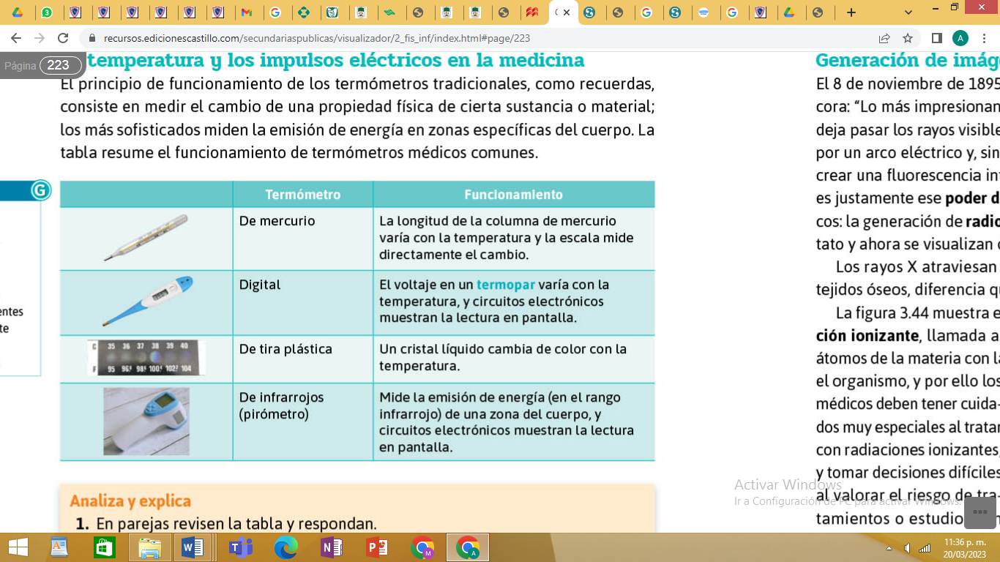 recursos.edicionescastillo.com/secundariaspublicas/visualizador/2_fis_inf/index.html#page/223
Página 223
temperatura y los impulsos eléctricos en la medicina
El principio de funcionamiento de los termómetros tradicionales, como recuerdas,
consiste en medir el cambio de una propiedad física de cierta sustancia o material;
los más sofisticados miden la emisión de energía en zonas específicas del cuerpo. La
tabla resume el funcionamiento de termómetros médicos comunes.
G
entes
te
Termómetro
Funcionamiento
De mercurio
La longitud de la columna de mercurio
varía con la temperatura y la escala mide
directamente el cambio.
Digital
El voltaje en un termopar varía con la
temperatura, y circuitos electrónicos
muestran la lectura en pantalla.
C 35 36 37 38 39 40
F 95 96.8 98.6 100.4 102.2 104
De tira plástica
Un cristal líquido cambia de color con la
temperatura.
De infrarrojos
(pirómetro)
Mide la emisión de energía (en el rango
infrarrojo) de una zona del cuerpo, y
circuitos electrónicos muestran la lectura
en pantalla.
Analiza y explica
1. En parejas revisen la tabla y respondan.
Generación de imág
El 8 de noviembre de 1895
cora: “Lo más impresionan
deja pasar los rayos visible
por un arco eléctrico y, sin
crear una fluorescencia in
es justamente ese poder d
cos: la generación de radio
tato y ahora se visualizan
Los rayos X atraviesan
tejidos óseos, diferencia q
La figura 3.44 muestra e
ción ionizante, llamada a
átomos de la materia con l
el organismo, y por ello los
médicos deben tener cuida-
dos muy especiales al tratar
con radiaciones ionizantes,
y tomar decisiones difíciles
al valorar el riesgo de tra-
tamientos o estudio
Activar Windows
Ir a Configuración de PC para activar Windows.
11:36 p. m.
20/03/2023